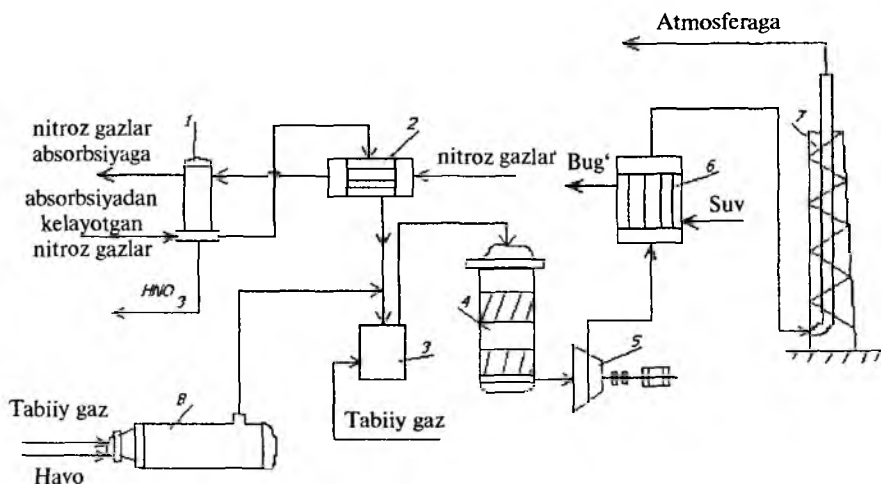 Atmosferaga
1
nitroz gazlar
absorbsiyaga
2
nitroz gazlar
absorbsiyadan
kelayotgan
nitroz gazlar
Bug‘
6
Suv
7
HNO3
4
3
5
Tabiiy gaz
Tabiiy gaz
8
Havo